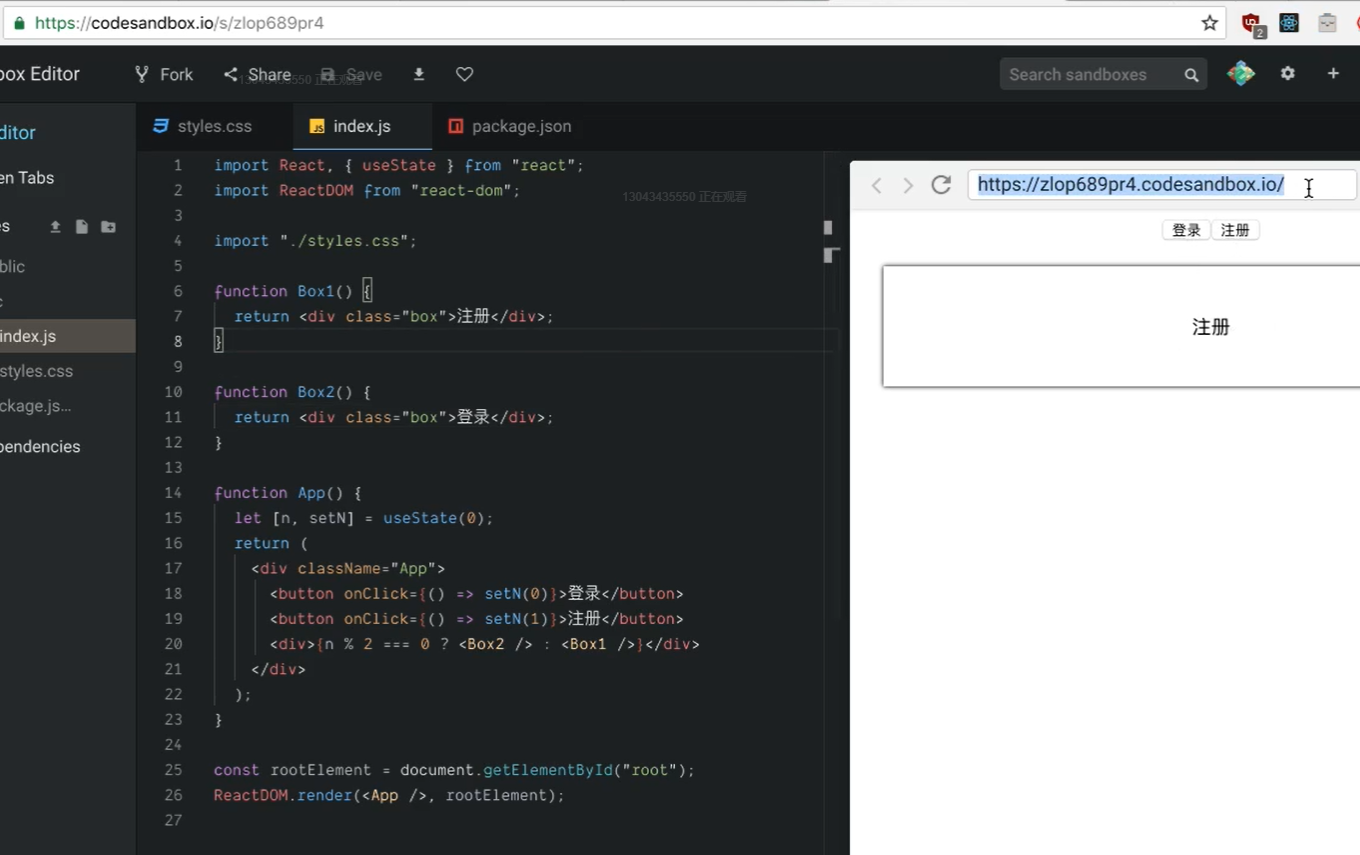 https://codesandbox.io/s/zlop689pr4
2
box Editor
Fork
Share
Save
Search sandboxes
13043435550 正在观看
ditor
styles.css
index.js
package.json
en Tabs
es
blic
c
index.js
styles.css
ckage.js...
pendencies
1 import React, { useState } from "react";
2 import ReactDOM from "react-dom";
13043435550 正在观看
3
4 import "./styles.css";
5
6 function Box1() {
7 return <div class="box">注册</div>;
8 }
9
10 function Box2() {
11 return <div class="box">登录</div>;
12 }
13
14 function App() {
15 let [n, setN] = useState(0);
16 return (
17 <div className="App">
18 <button onClick={() => setN(0)}>登录</button>
19 <button onClick={() => setN(1)}>注册</button>
20 <div>{n % 2 === 0 ? <Box2 /> : <Box1 />}</div>
21 </div>
22 );
23 }
24
25 const rootElement = document.getElementById("root");
26 ReactDOM.render(<App />, rootElement);
27
https://zlop689pr4.codesandbox.io/
登录 注册
注册